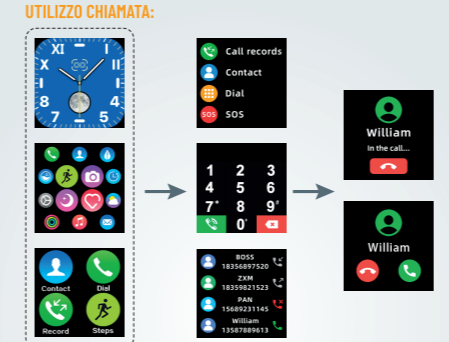 UTILIZZO CHIAMATA:
XI I
X II
8 4
7 5
Contact Dial
Record Steps
Call records
Contact
Dial
SOS SOS
1 2 3
4 5 6
7* 8 9#
0+
BOSS
18356897520
ZXM
18359821523
PAN
15689231145
William
13587889613
William
In the call...
William